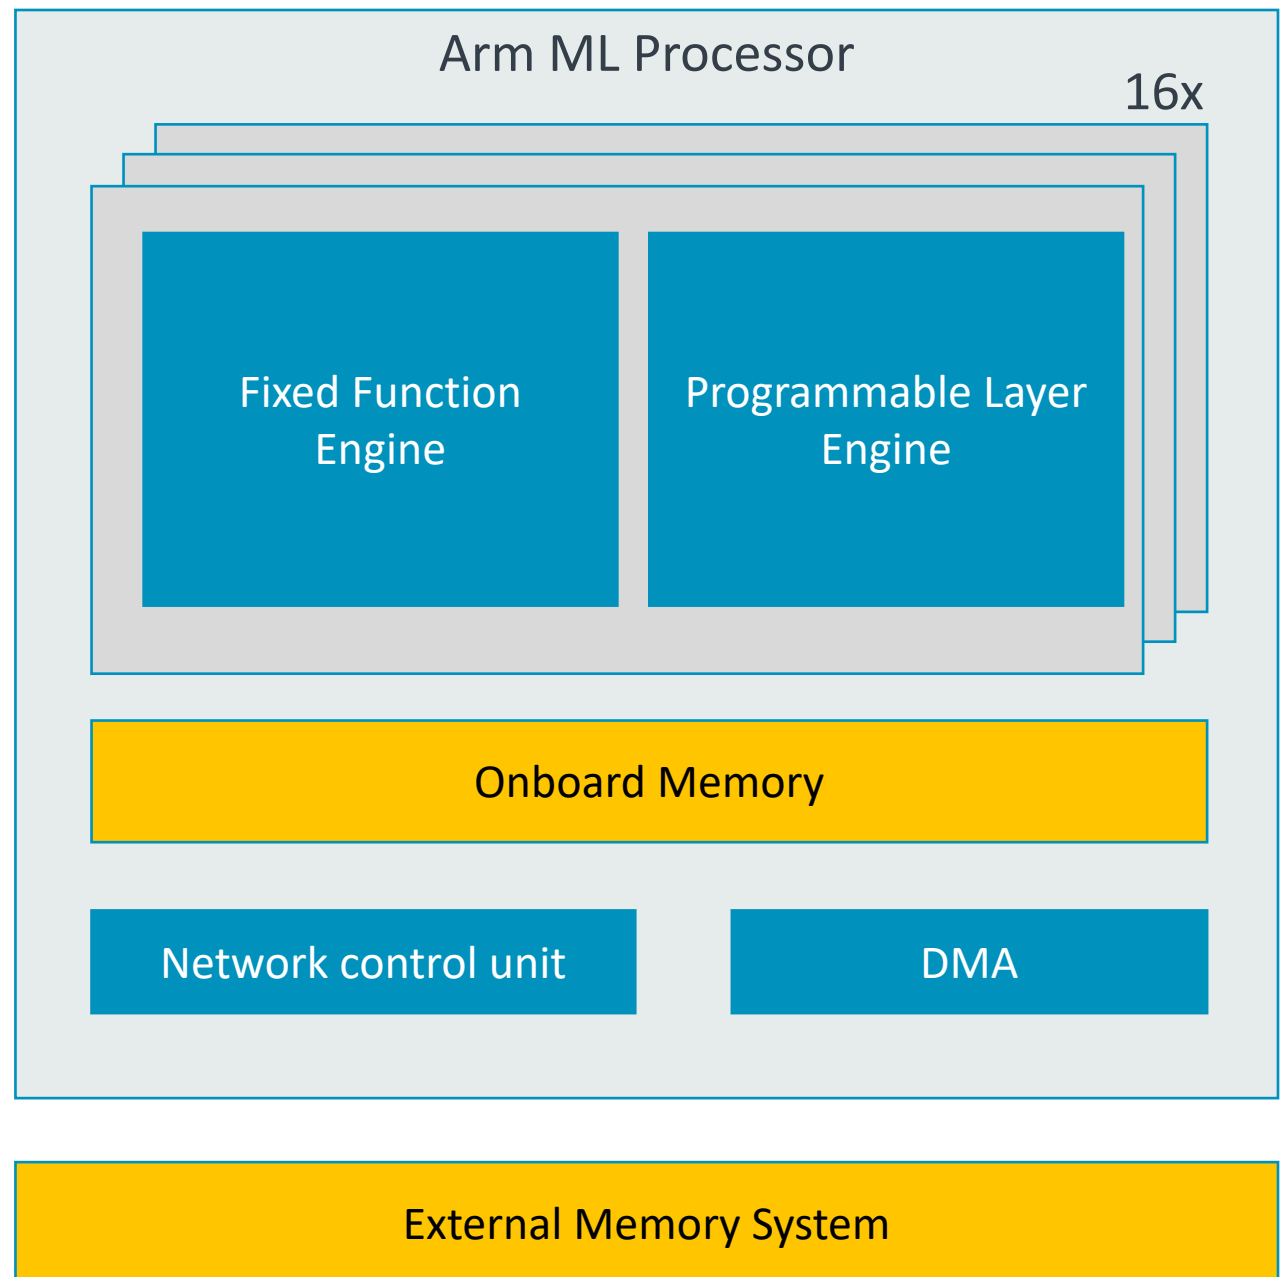 Arm ML Processor
16x
Fixed Function
Engine
Programmable Layer
Engine
Onboard Memory
Network control unit
DMA
External Memory System